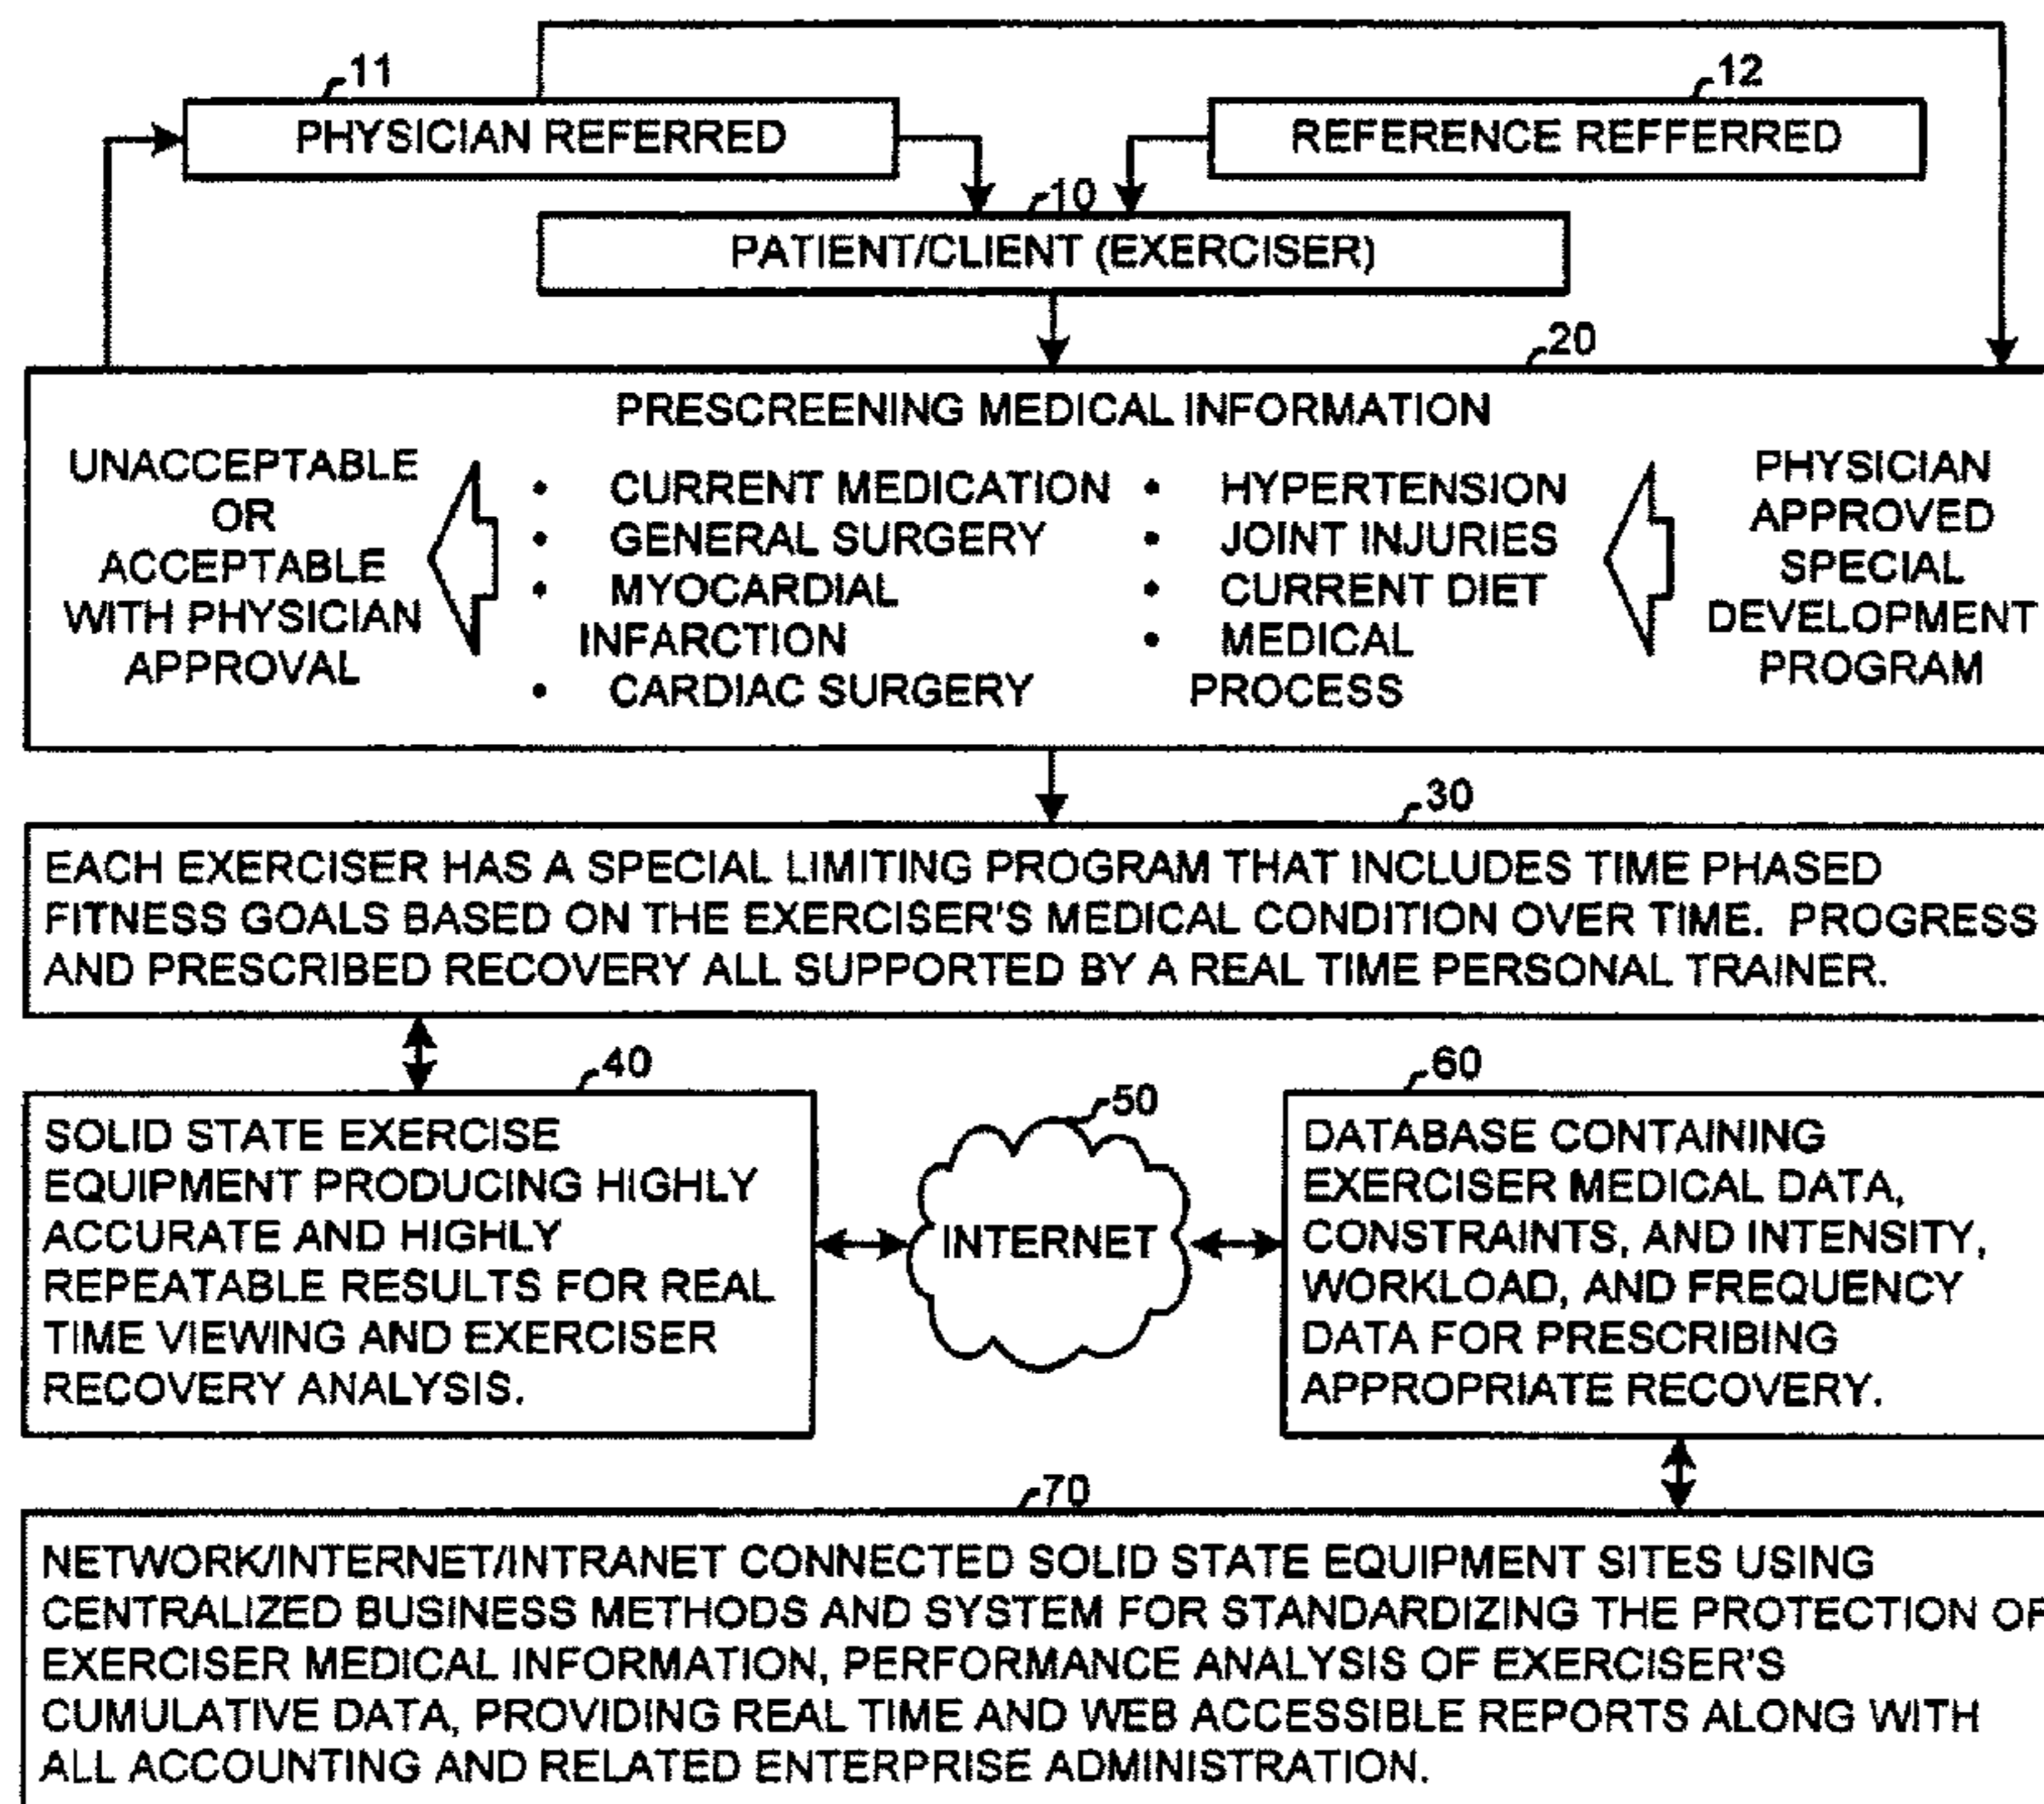 11
12
PHYSICIAN REFERRED
REFERENCE REFFERRED
10
PATIENT/CLIENT (EXERCISER)
20
PRESCREENING MEDICAL INFORMATION
UNACCEPTABLE
OR
ACCEPTABLE
WITH PHYSICIAN
APPROVAL
• CURRENT MEDICATION
• GENERAL SURGERY
• MYOCARDIAL
INFARCTION
• CARDIAC SURGERY
• HYPERTENSION
• JOINT INJURIES
• CURRENT DIET
• MEDICAL
PROCESS
PHYSICIAN
APPROVED
SPECIAL
DEVELOPMENT
PROGRAM
30
EACH EXERCISER HAS A SPECIAL LIMITING PROGRAM THAT INCLUDES TIME PHASED
FITNESS GOALS BASED ON THE EXERCISER'S MEDICAL CONDITION OVER TIME. PROGRESS
AND PRESCRIBED RECOVERY ALL SUPPORTED BY A REAL TIME PERSONAL TRAINER.
40
SOLID STATE EXERCISE
EQUIPMENT PRODUCING HIGHLY
ACCURATE AND HIGHLY
REPEATABLE RESULTS FOR REAL
TIME VIEWING AND EXERCISER
RECOVERY ANALYSIS.
50
INTERNET
60
DATABASE CONTAINING
EXERCISER MEDICAL DATA,
CONSTRAINTS, AND INTENSITY,
WORKLOAD, AND FREQUENCY
DATA FOR PRESCRIBING
APPROPRIATE RECOVERY.
70
NETWORK/INTERNET/INTRANET CONNECTED SOLID STATE EQUIPMENT SITES USING
CENTRALIZED BUSINESS METHODS AND SYSTEM FOR STANDARDIZING THE PROTECTION OF
EXERCISER MEDICAL INFORMATION, PERFORMANCE ANALYSIS OF EXERCISER'S
CUMULATIVE DATA, PROVIDING REAL TIME AND WEB ACCESSIBLE REPORTS ALONG WITH
ALL ACCOUNTING AND RELATED ENTERPRISE ADMINISTRATION.